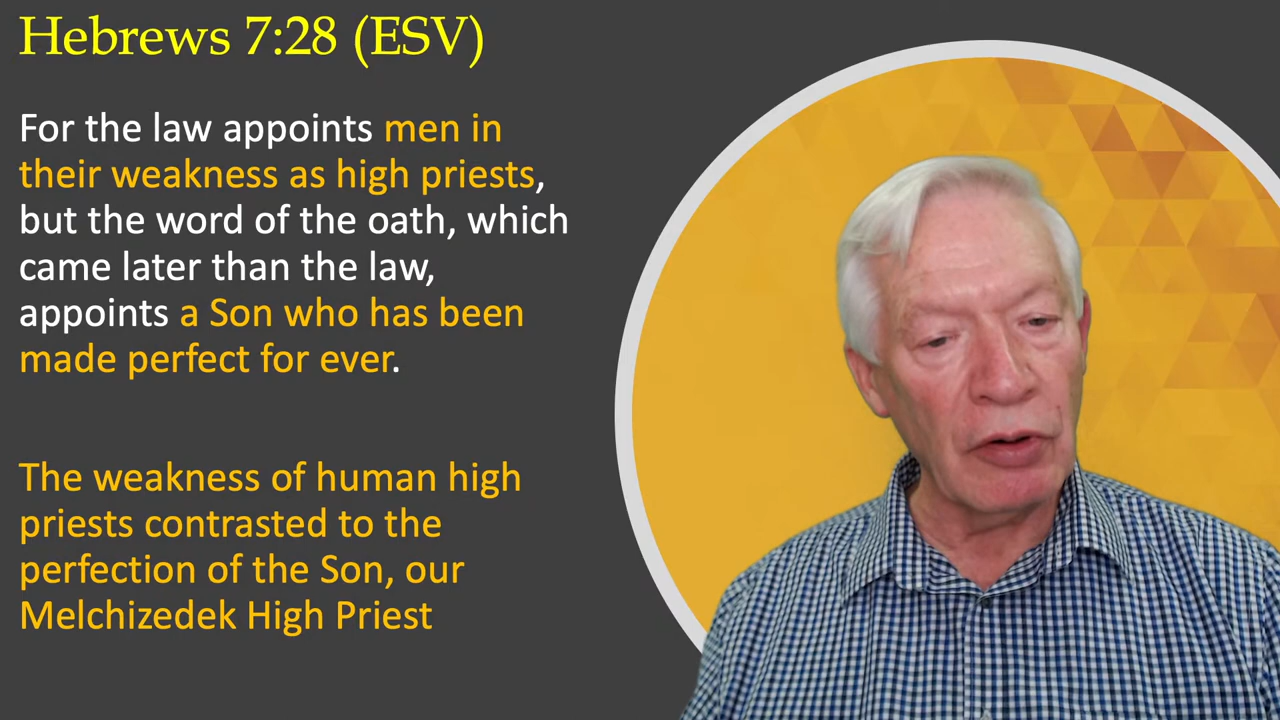 Hebrews 7:28 (ESV)
For the law appoints men in
their weakness as high priests,
but the word of the oath, which
came later than the law,
appoints a Son who has been
made perfect for ever.
The weakness of human high
priests contrasted to the
perfection of the Son, our
Melchizedek High Priest